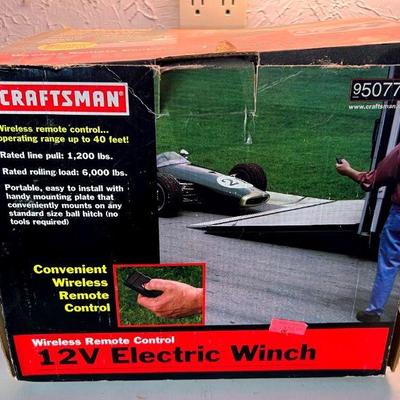 CRAFTSMAN®
95077
www.craftsman.
Wireless remote control...
operating range up to 40 feet!
Rated line pull: 1,200 lbs.
Rated rolling load: 6,000 lbs.
Portable, easy to install with
handy mounting plate that
conveniently mounts on any
standard size ball hitch (no
tools required)
2
Convenient
Wireless
Remote
Control
Wireless Remote Control
12V Electric Winch